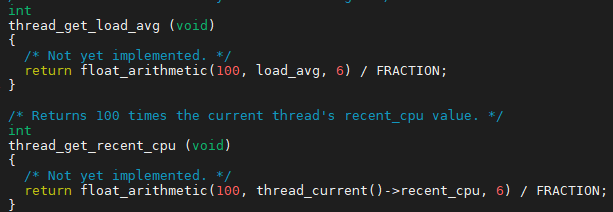 int
thread_get_load_avg (void)
{
  /* Not yet implemented. */
  return float_arithmetic(100, load_avg, 6) / FRACTION;
}

/* Returns 100 times the current thread's recent_cpu value. */
int
thread_get_recent_cpu (void)
{
  /* Not yet implemented. */
  return float_arithmetic(100, thread_current()->recent_cpu, 6) / FRACTION;
}